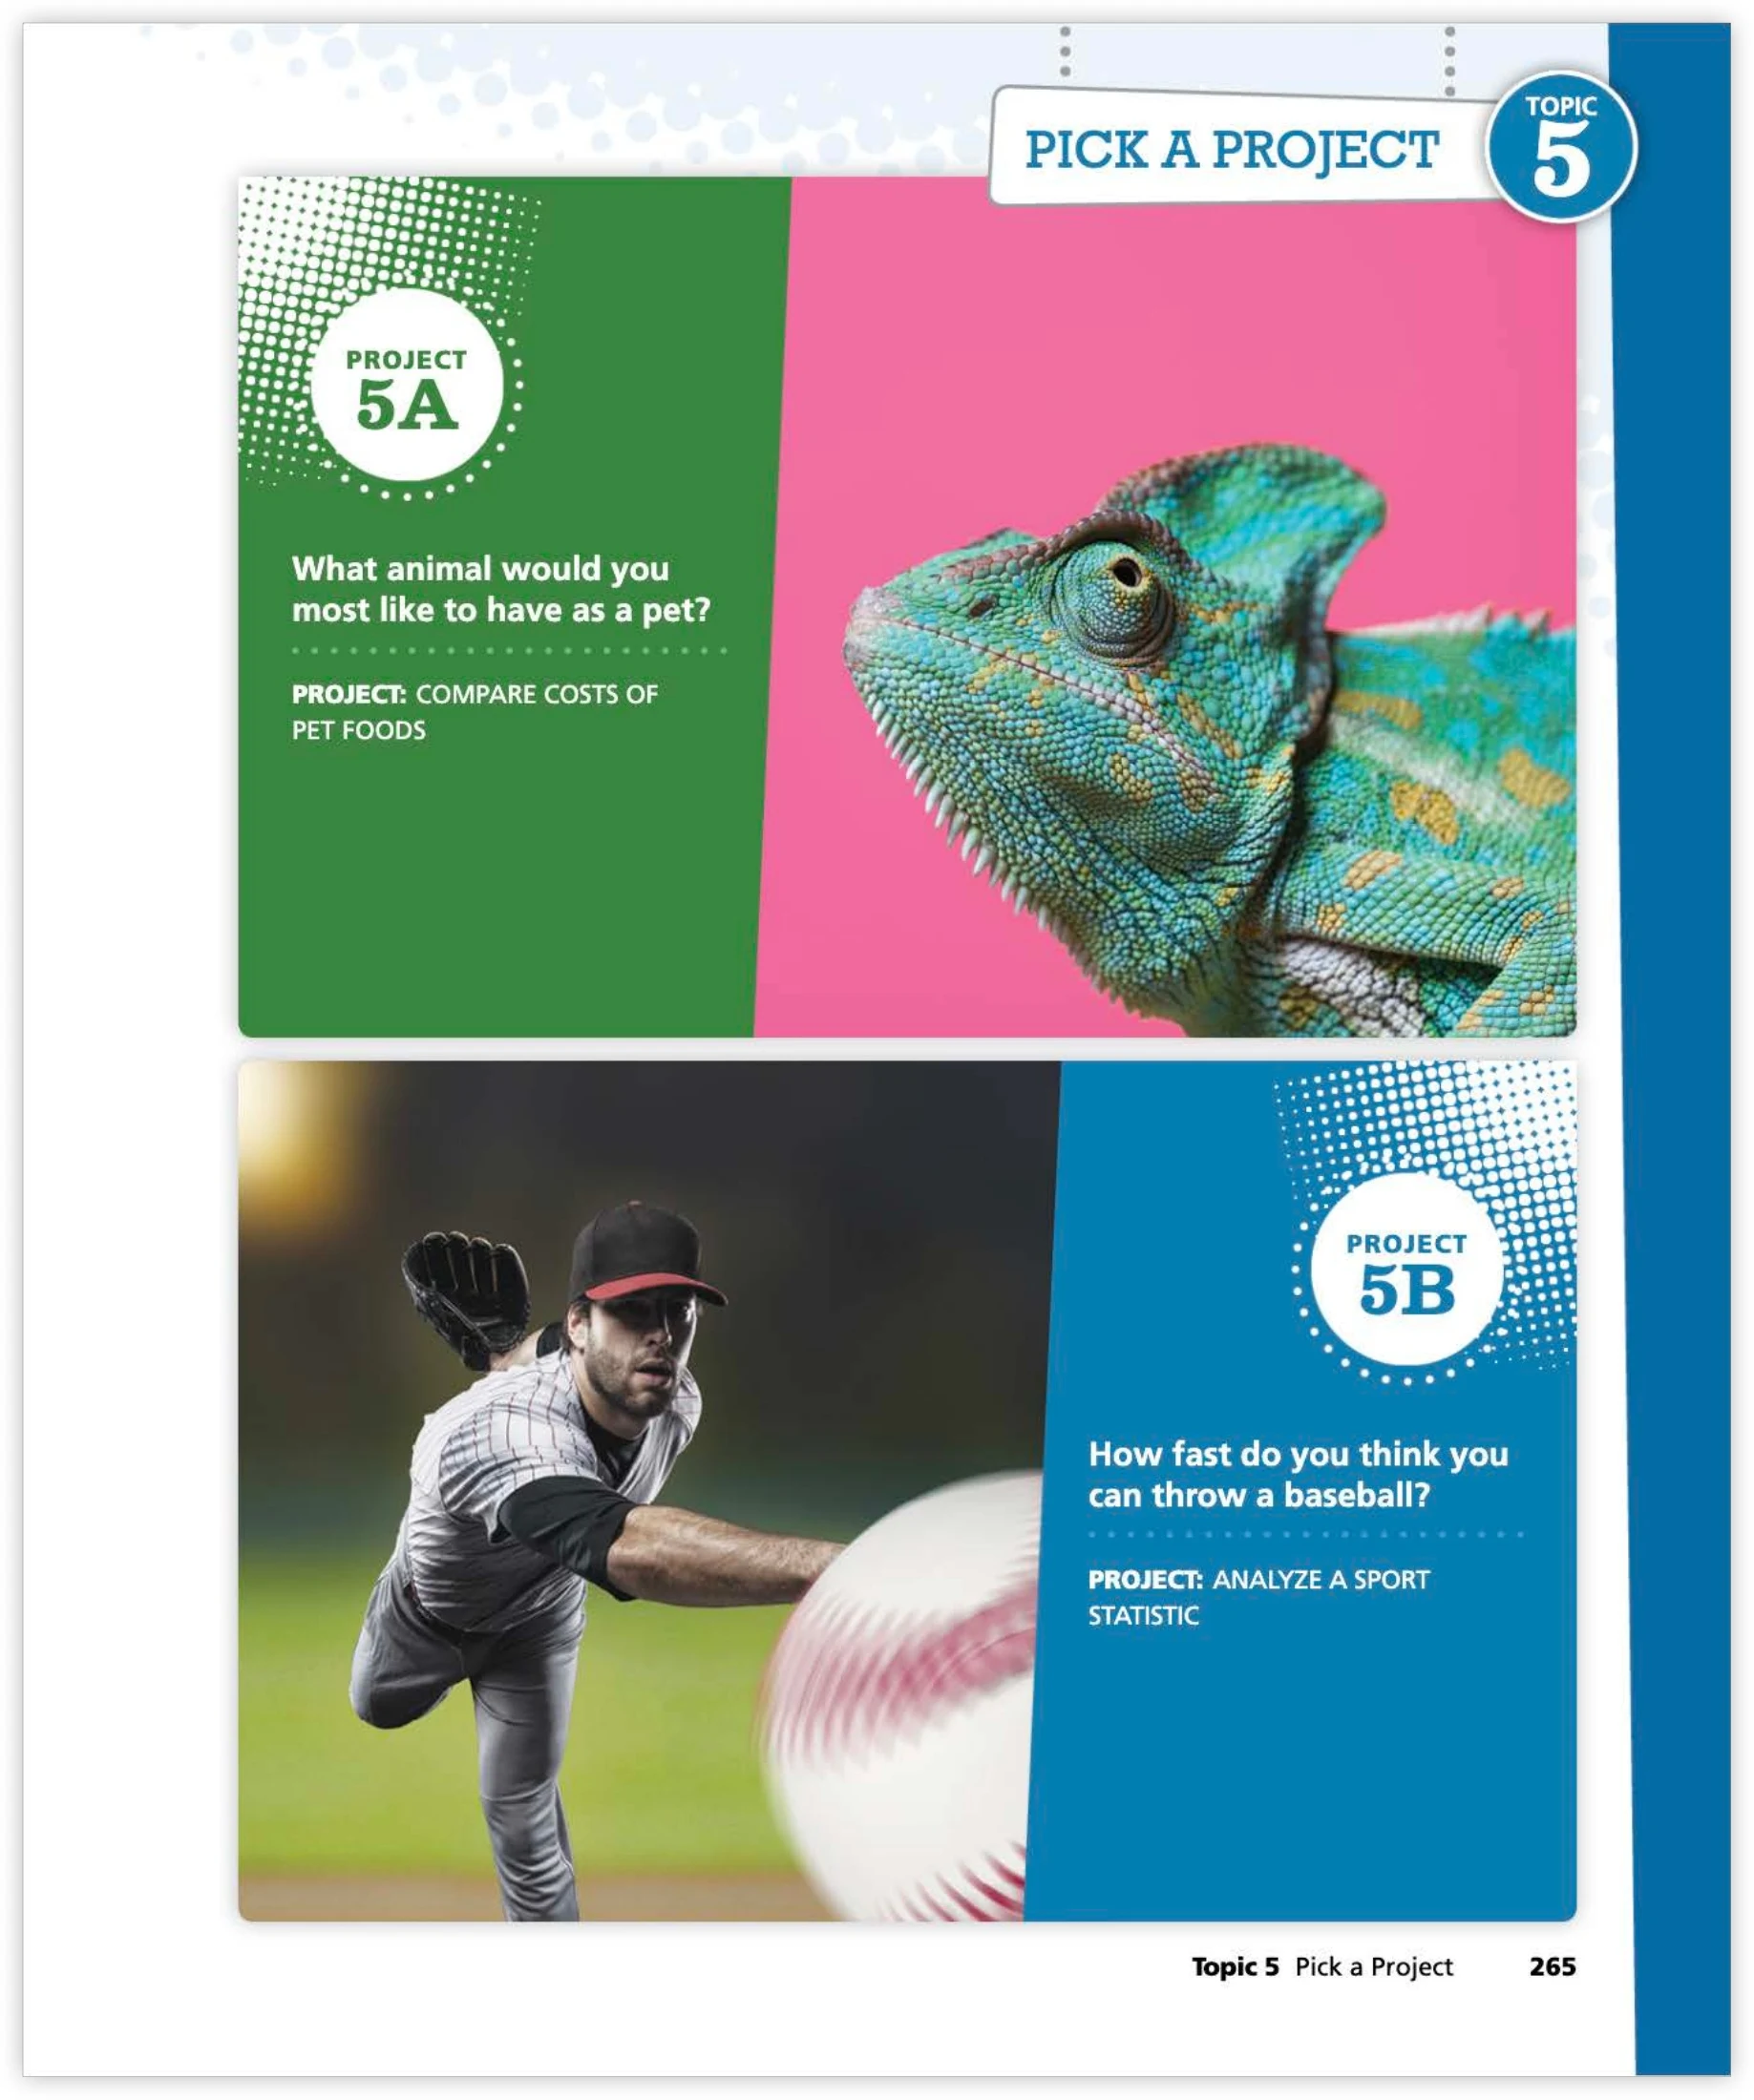 PICK A PROJECT
TOPIC
5
PROJECT
5A
What animal would you
most like to have as a pet?
PROJECT: COMPARE COSTS OF
PET FOODS
PROJECT
5B
How fast do you think you
can throw a baseball?
PROJECT: ANALYZE A SPORT
STATISTIC
Topic 5 Pick a Project 265